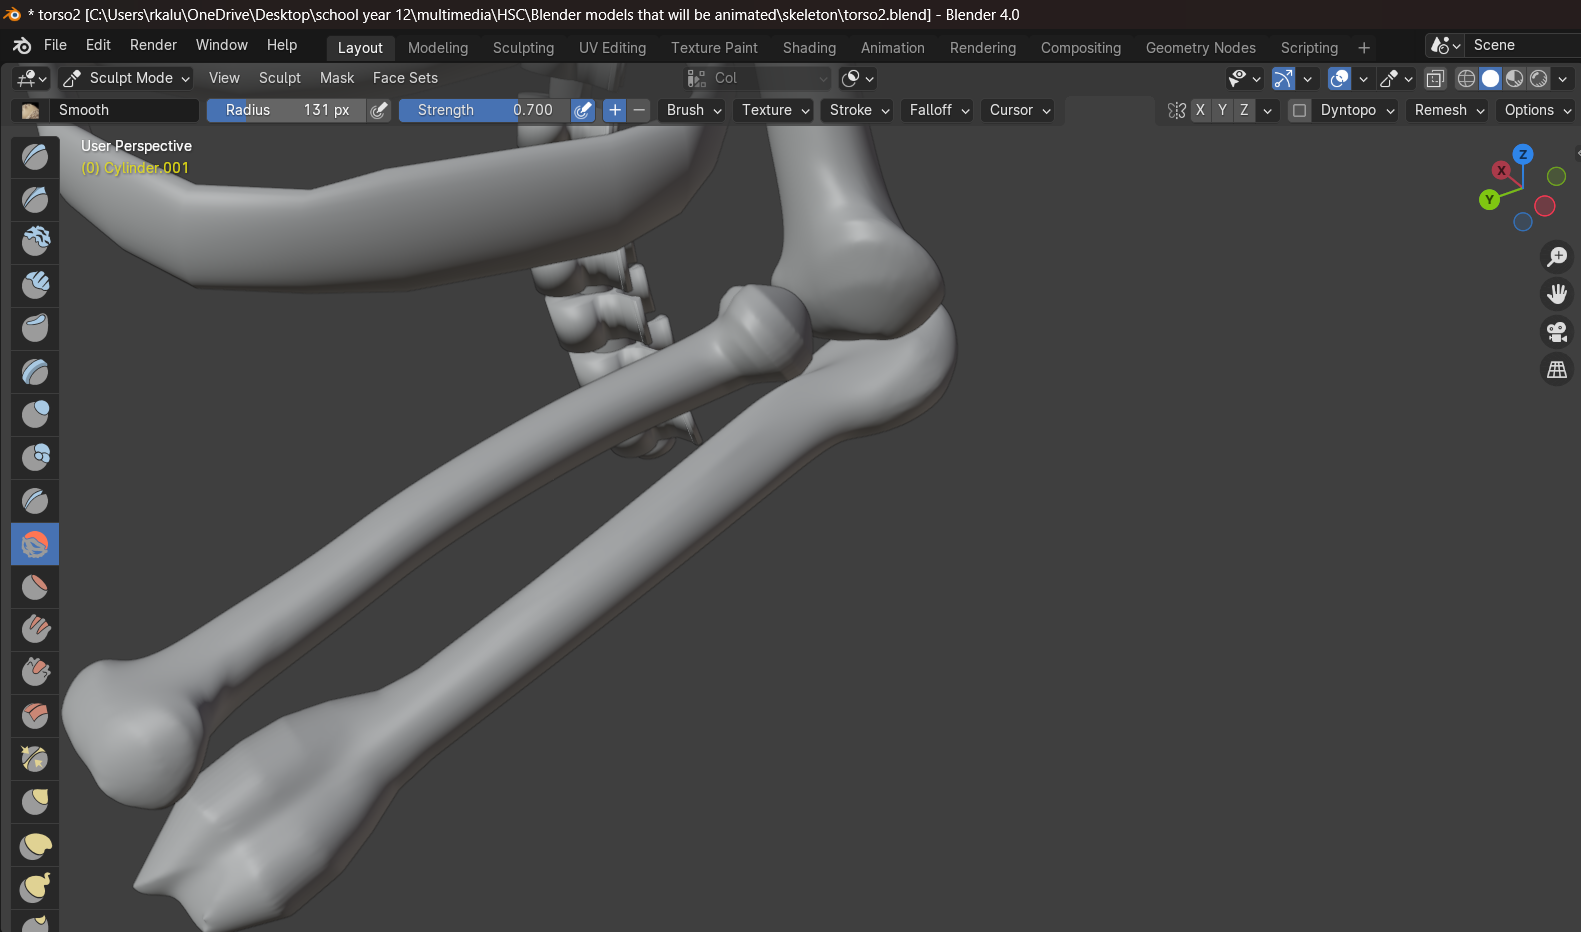 * torso2 [C:\Users\rkalu\OneDrive\Desktop\school year 12\multimedia\HSC\Blender models that will be animated\skeleton\torso2.blend] - Blender 4.0
File Edit Render Window Help Layout Modeling Sculpting UV Editing Texture Paint Shading Animation Rendering Compositing Geometry Nodes Scripting + Scene
Sculpt Mode View Sculpt Mask Face Sets Col
Smooth Radius 131 px Strength 0.700 + − Brush Texture Stroke Falloff Cursor X Y Z Dyntopo Remesh Options
User Perspective
(0) Cylinder.001
Z
X
Y